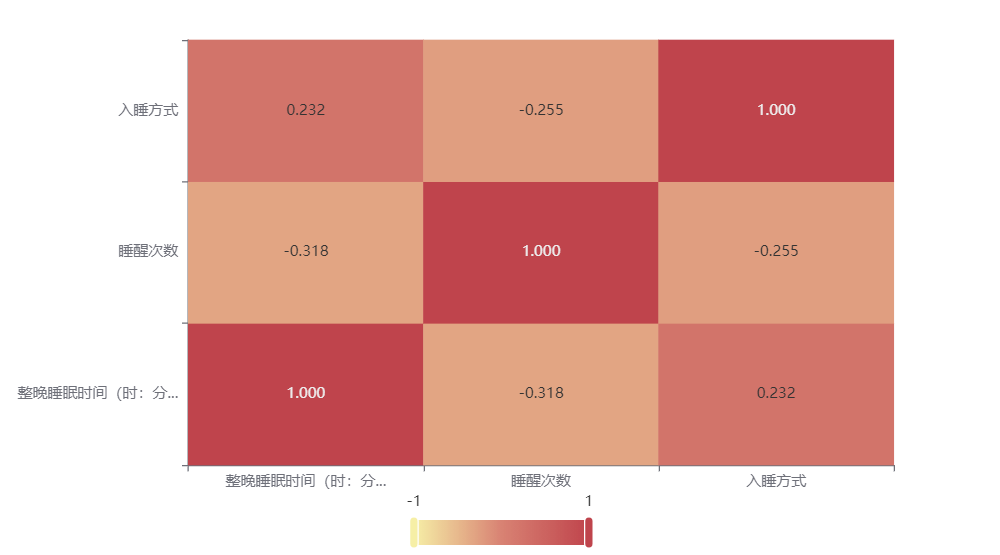 入睡方式
0.232
-0.255
1.000
睡醒次数
-0.318
1.000
-0.255
整晚睡眠时间（时：分...
1.000
-0.318
0.232
整晚睡眠时间（时：分...
睡醒次数
入睡方式
-1
1